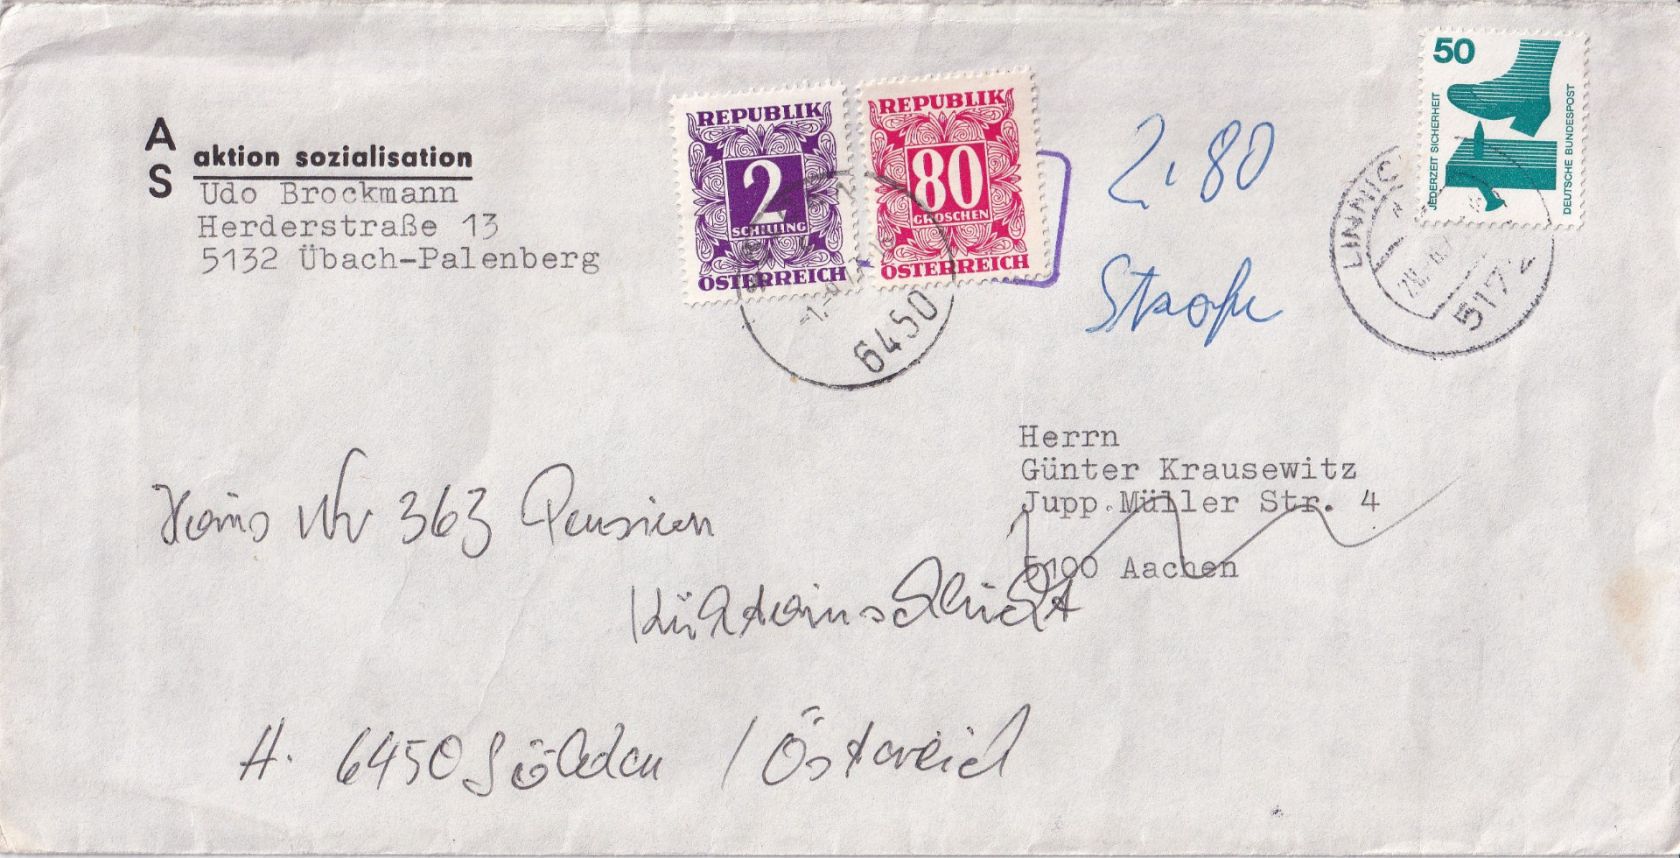 A
S
aktion sozialisation
Udo Brockmann
Herderstraße 13
5132 Übach-Palenberg
REPUBLIK
2
SCHILLING
ÖSTERREICH
REPUBLIK
80
GROSCHEN
ÖSTERREICH
6450
2,80
50
JEDERZEIT SICHERHEIT
DEUTSCHE BUNDESPOST
LINNIC
5172
Herrn
Günter Krausewitz
Jupp.Müller Str. 4
5100 Aachen
Haus Nr 363 Pension
A. 6450 Sölden / Östereich